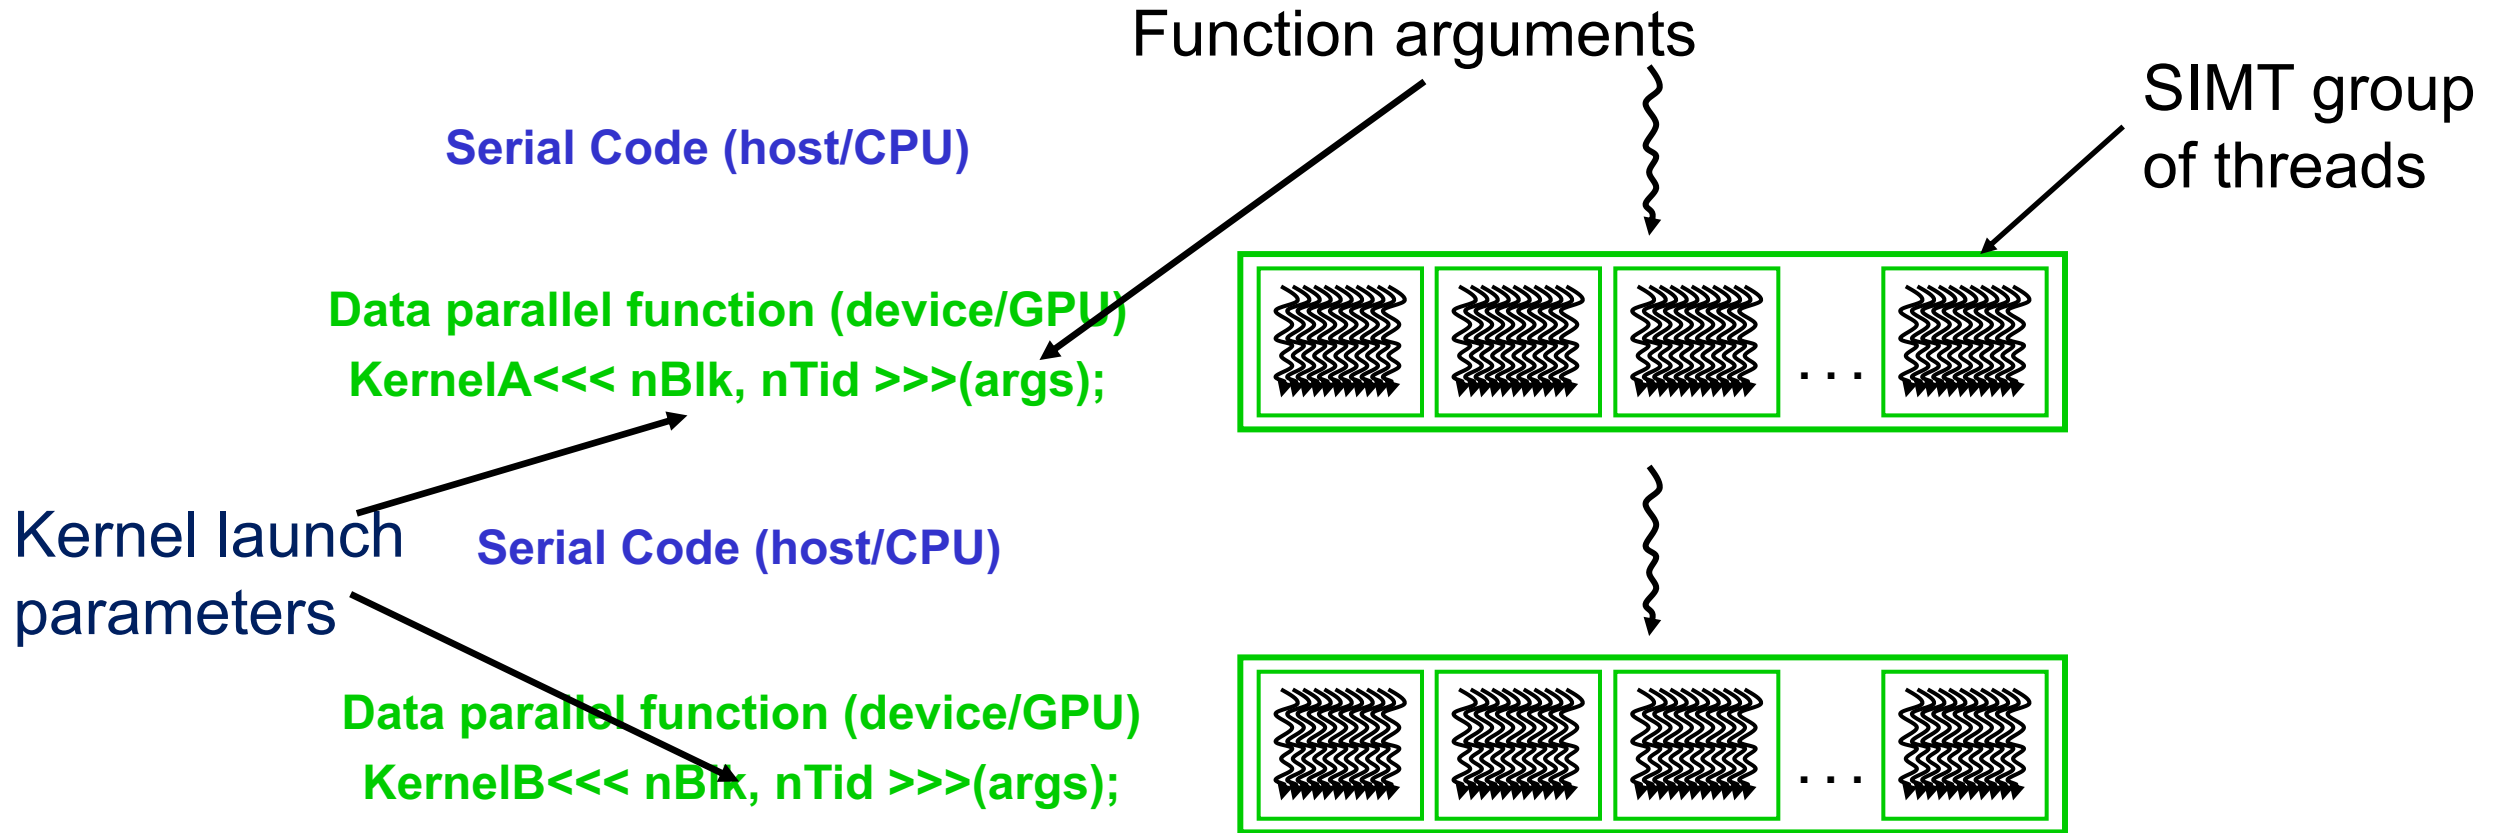 Function arguments
SIMT group
of threads
Serial Code (host/CPU)
Data parallel function (device/GPU)
KernelA<<< nBlk, nTid >>>(args);
. . .
Kernel launch
parameters
Serial Code (host/CPU)
Data parallel function (device/GPU)
KernelB<<< nBlk, nTid >>>(args);
. . .